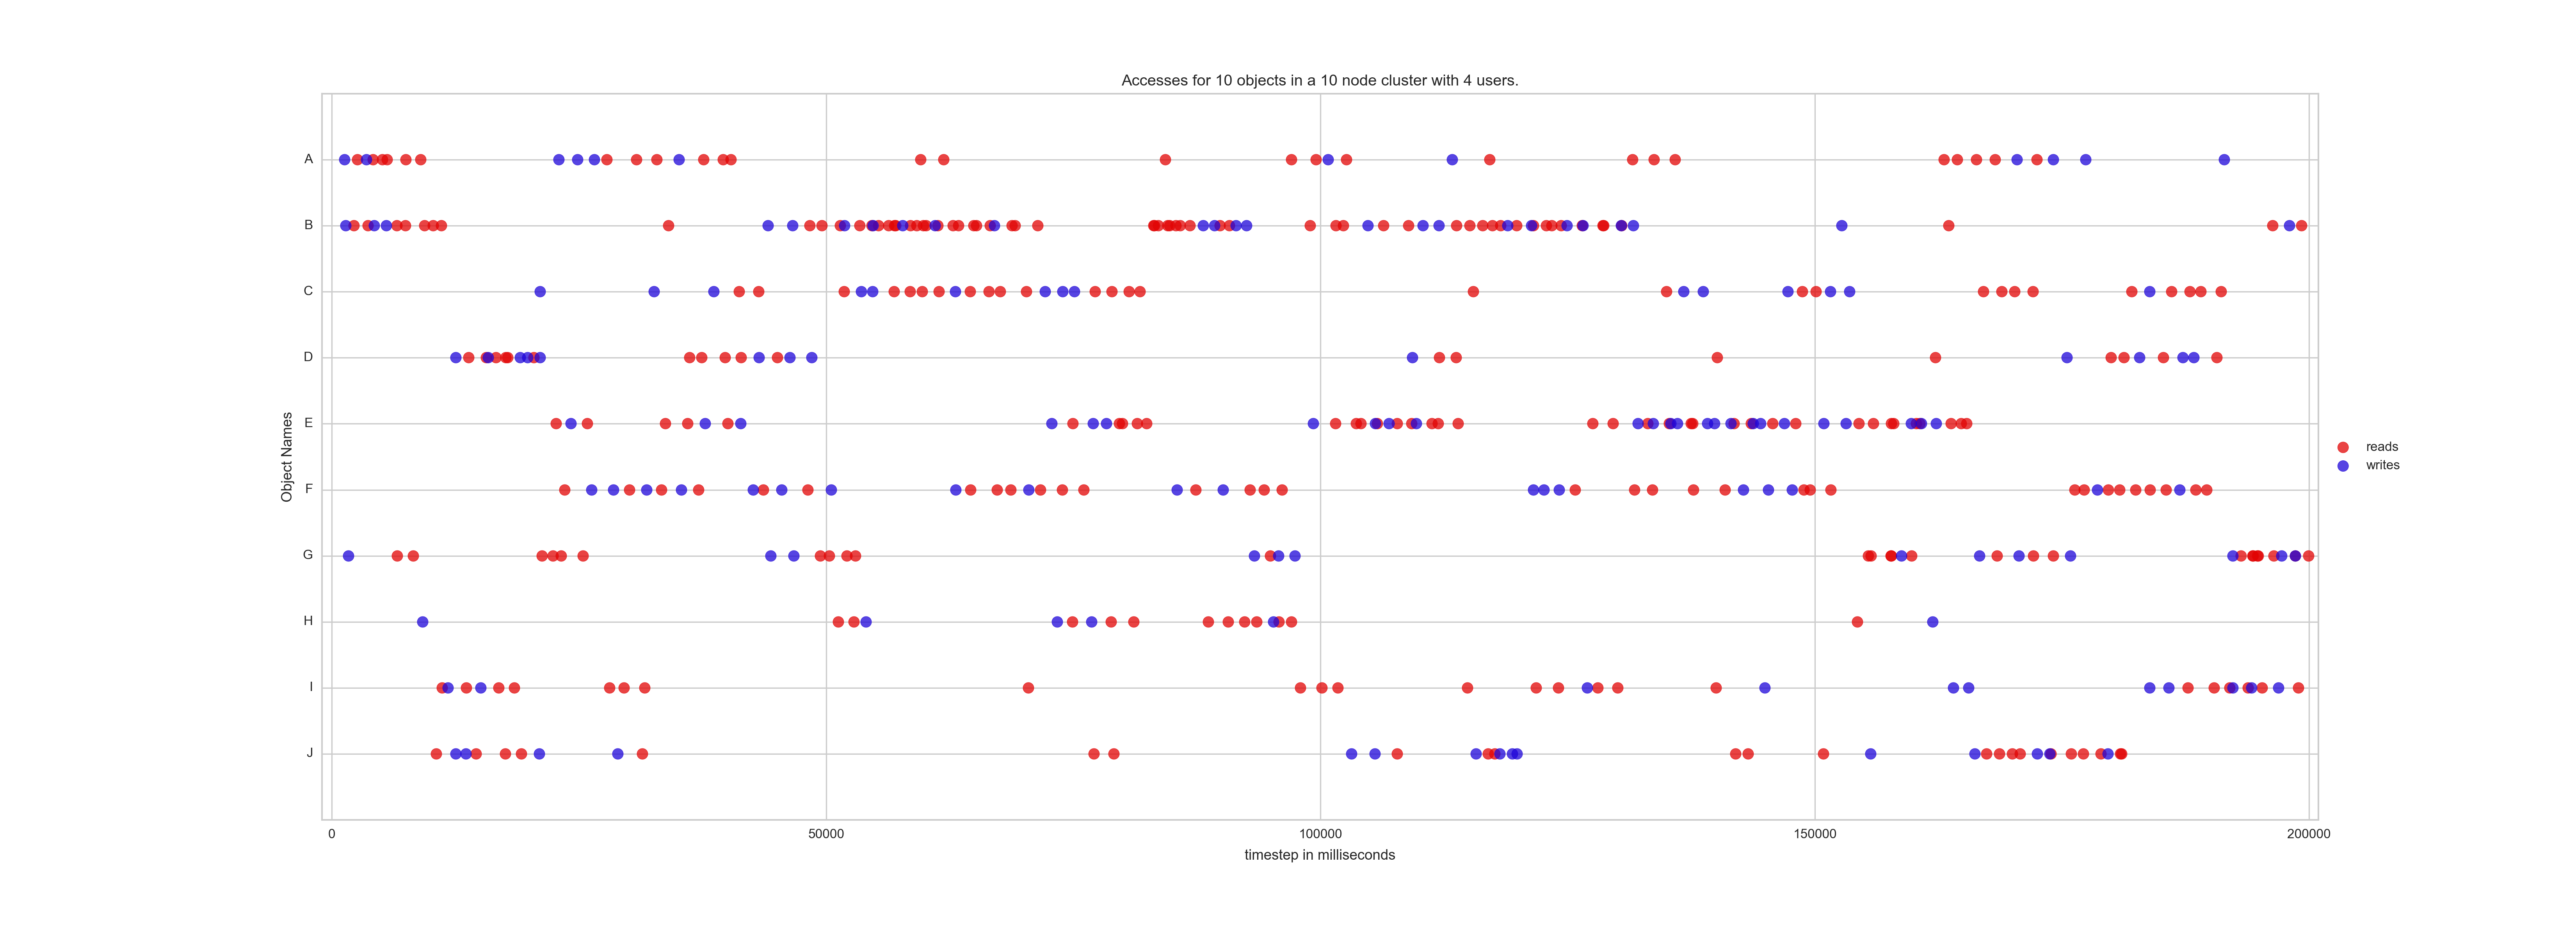 Accesses for 10 objects in a 10 node cluster with 4 users.
A
B
C
D
E
F
G
H
I
J
Object Names
reads
writes
0 50000 100000 150000 200000
timestep in milliseconds